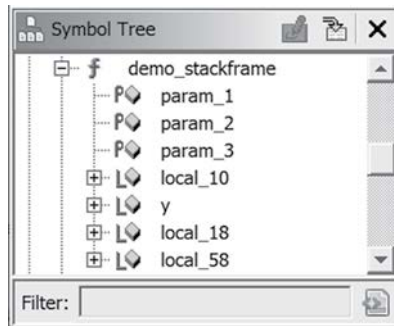 Symbol Tree
f demo_stackframe
P param_1
P param_2
P param_3
L local_10
L y
L local_18
L local_58
Filter: